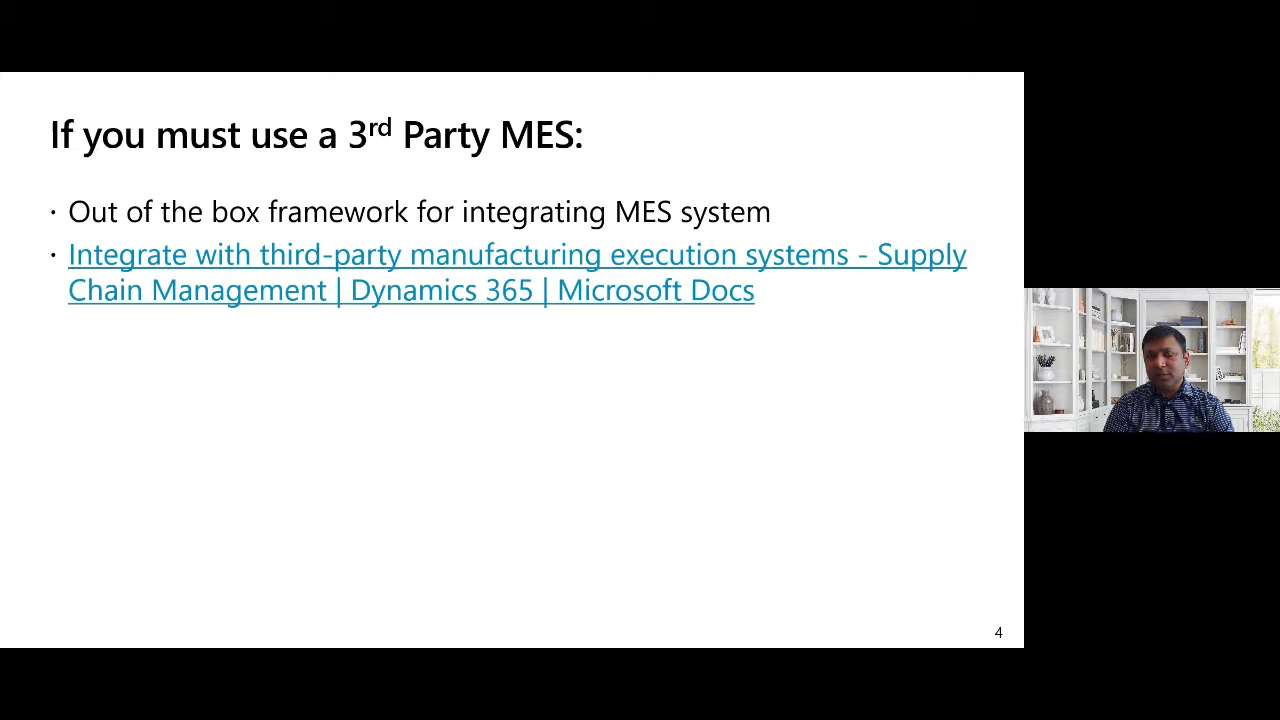 If you must use a 3rd Party MES:
· Out of the box framework for integrating MES system
· Integrate with third-party manufacturing execution systems - Supply
Chain Management | Dynamics 365 | Microsoft Docs
4